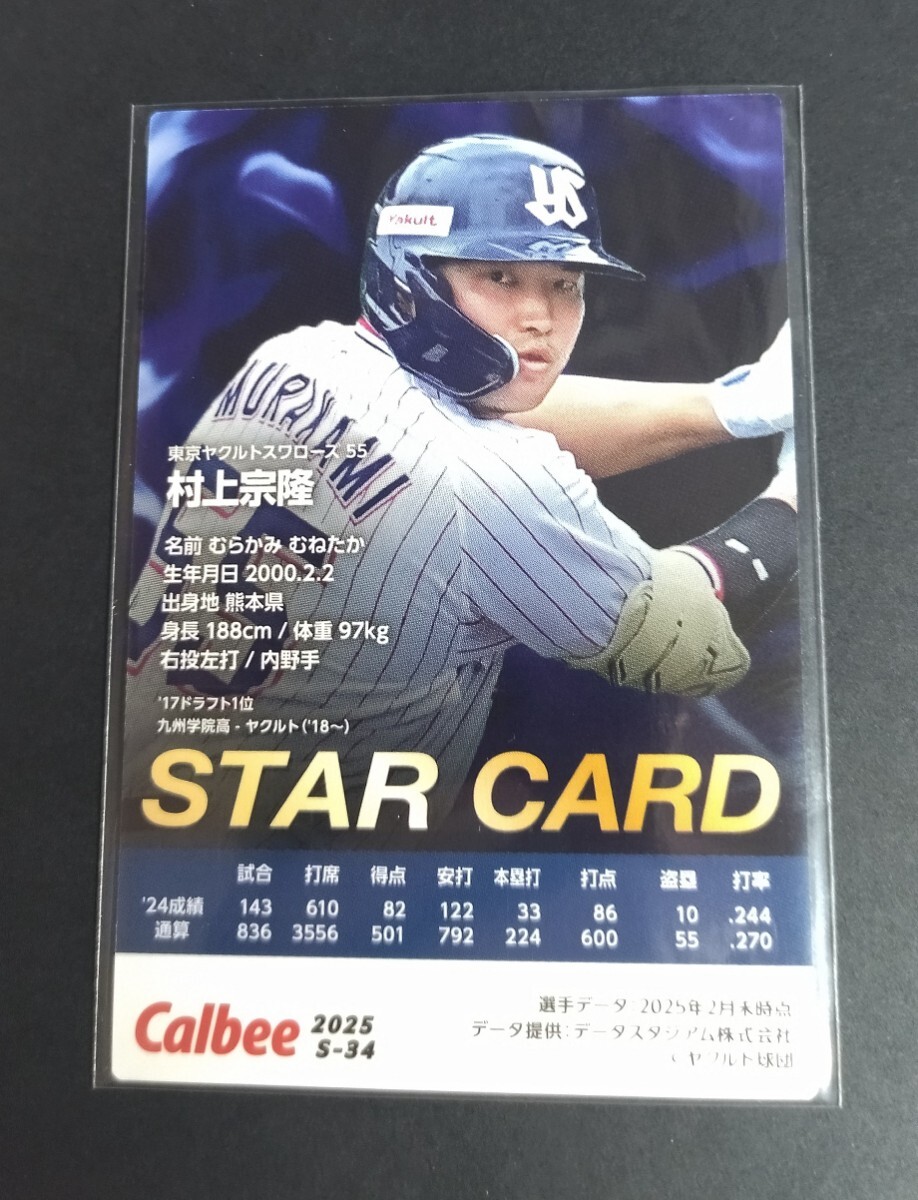 YS
Yakult
MURAKAMI
東京ヤクルトスワローズ 55
村上宗隆
名前 むらかみ むねたか
生年月日 2000.2.2
出身地 熊本県
身長 188cm / 体重 97kg
右投左打 / 内野手
'17ドラフト1位
九州学院高 - ヤクルト('18〜)
STAR CARD
試合 打席 得点 安打 本塁打 打点 盗塁 打率
'24成績 143 610 82 122 33 86 10 .244
通算 836 3556 501 792 224 600 55 .270
Calbee 2025
S-34
選手データ:2025年2月末時点
データ提供:データスタジアム株式会社
ヤクルト球団